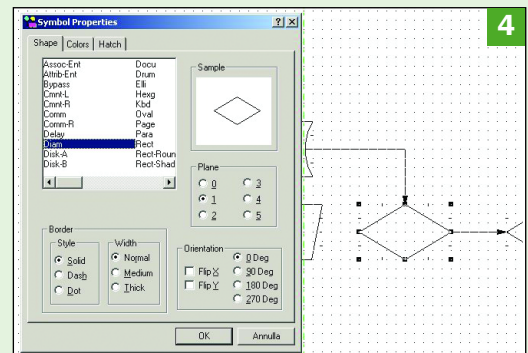 Symbol Properties
4
Shape Colors Hatch
Assoc-Ent Docu
Attrib-Ent Drum
Bypass Elli
Cmnt-L Hexg
Cmnt-R Kbd
Comm Oval
Comm-R Page
Delay Para
Diam Rect
Disk-A Rect-Roun
Disk-B Rect-Shad
Sample
Plane
0 3
1 4
2 5
Border
Style Width
Solid Normal
Dash Medium
Dot Thick
Orientation
0 Deg
Flip X 90 Deg
Flip Y 180 Deg
270 Deg
OK Annulla